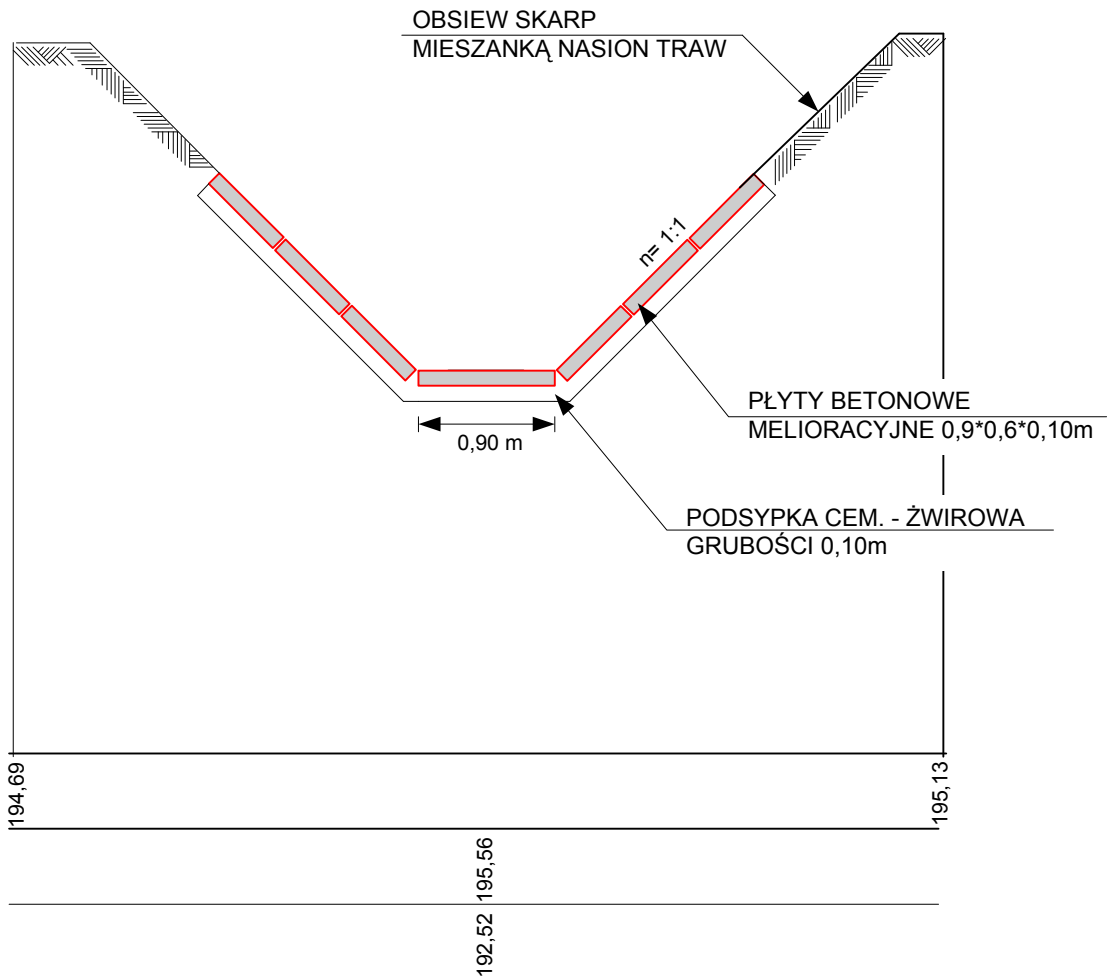 OBSIEW SKARP
MIESZANKĄ NASION TRAW
n= 1:1
PŁYTY BETONOWE
MELIORACYJNE 0,9*0,6*0,10m
0,90 m
PODSYPKA CEM. - ŻWIROWA
GRUBOŚCI 0,10m
194,69
195,13
195,56
192,52